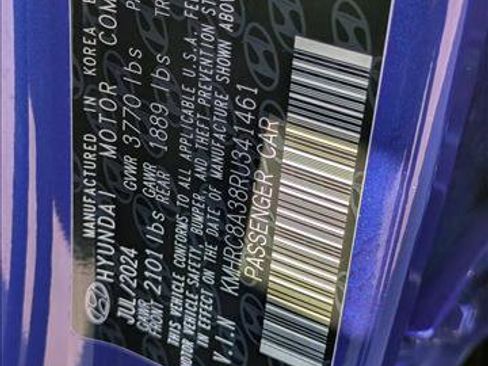 MANUFACTURED IN KOREA
HYUNDAI MOTOR COM
JUL/2024 GVWR 3770 lbs
GAWR FRONT 2101 lbs GAWR REAR 1889 lbs TR
THIS VEHICLE CONFORMS TO ALL APPLICABLE U.S.A. FE
MOTOR VEHICLE SAFETY, BUMPER, AND THEFT PREVENTION ST
IN EFFECT ON THE DATE OF MANUFACTURE SHOWN ABOV
V.I.N KMHRC8A38RU341461
PASSENGER CAR